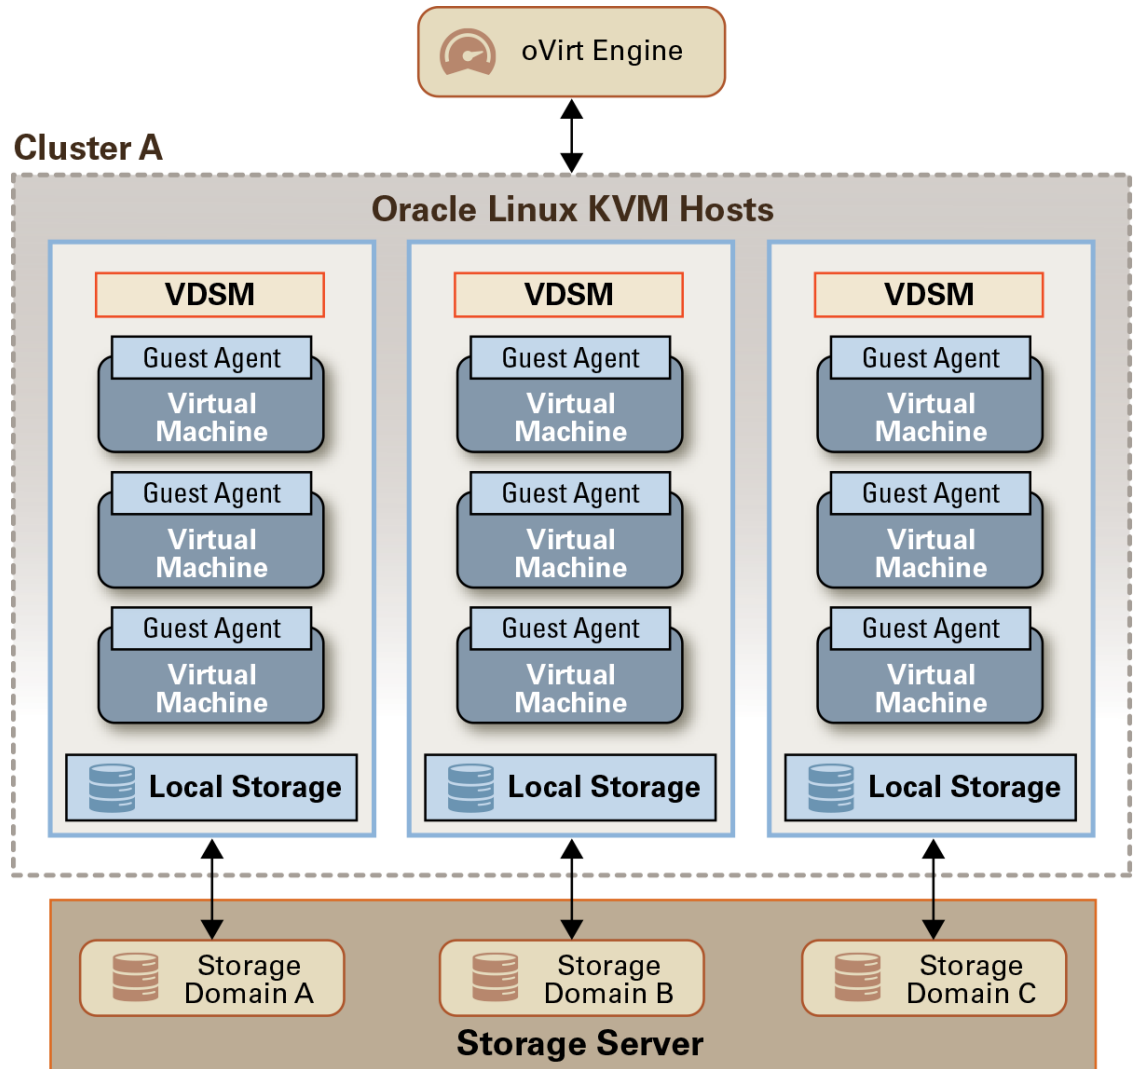 oVirt Engine
Cluster A
Oracle Linux KVM Hosts
VDSM
Guest Agent
Virtual
Machine
Guest Agent
Virtual
Machine
Guest Agent
Virtual
Machine
Local Storage
VDSM
Guest Agent
Virtual
Machine
Guest Agent
Virtual
Machine
Guest Agent
Virtual
Machine
Local Storage
VDSM
Guest Agent
Virtual
Machine
Guest Agent
Virtual
Machine
Guest Agent
Virtual
Machine
Local Storage
Storage
Domain A
Storage
Domain B
Storage
Domain C
Storage Server